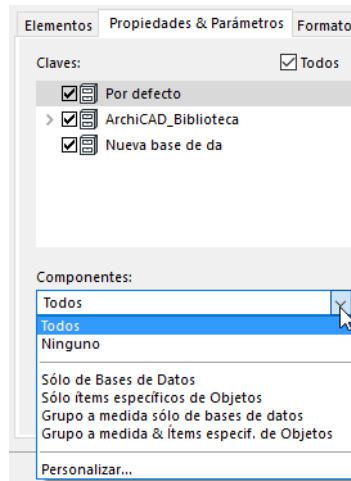 Elementos Propiedades & Parámetros Formato
Claves: Todos
Por defecto
ArchiCAD_Biblioteca
Nueva base de da
Componentes:
Todos
Todos
Ninguno
Sólo de Bases de Datos
Sólo ítems específicos de Objetos
Grupo a medida sólo de bases de datos
Grupo a medida & Ítems especif. de Objetos
Personalizar...